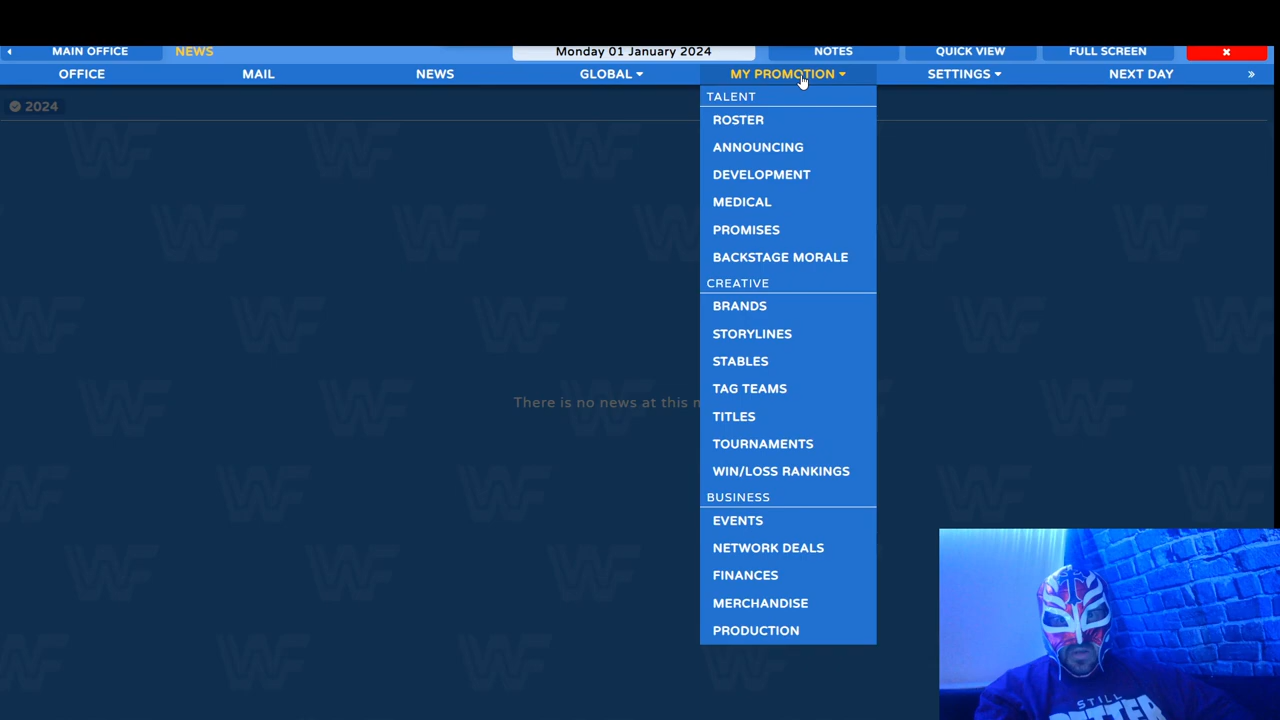 MAIN OFFICE NEWS Monday 01 January 2024 NOTES QUICK VIEW FULL SCREEN
OFFICE MAIL NEWS GLOBAL MY PROMOTION SETTINGS NEXT DAY »
2024
TALENT
ROSTER
ANNOUNCING
DEVELOPMENT
MEDICAL
PROMISES
BACKSTAGE MORALE
CREATIVE
BRANDS
STORYLINES
STABLES
There is no news at this
TAG TEAMS
TITLES
TOURNAMENTS
WIN/LOSS RANKINGS
BUSINESS
EVENTS
NETWORK DEALS
FINANCES
MERCHANDISE
PRODUCTION
STILL